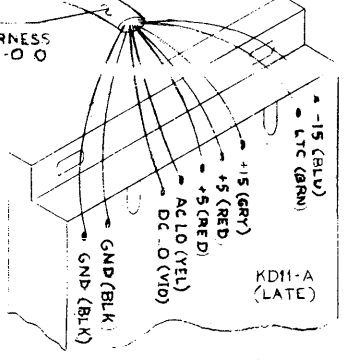 RNESS
-0 0
GND (BLK)
GND (BLK)
DC LO (VIO)
AC LO (YEL)
+5 (RED)
+5 (RED)
+15 (GRY)
LTC (BRN)
-15 (BLU)
KD11-A
(LATE)